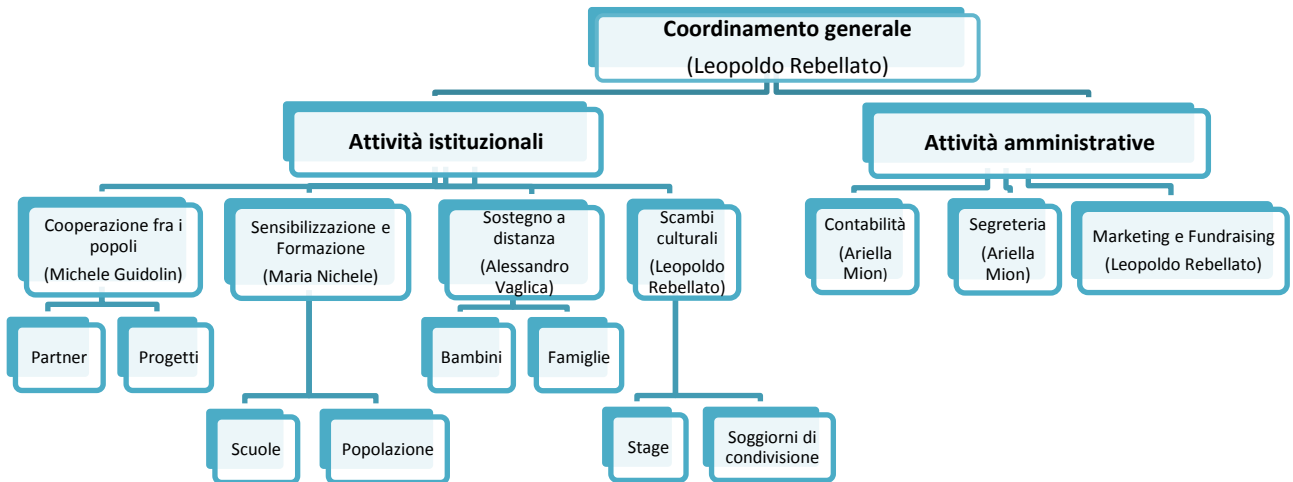 Coordinamento generale
(Leopoldo Rebellato)
Attività istituzionali
Attività amministrative
Cooperazione fra i
popoli
(Michele Guidolin)
Sensibilizzazione e
Formazione
(Maria Nichele)
Sostegno a
distanza
(Alessandro
Vaglica)
Scambi
culturali
(Leopoldo
Rebellato)
Contabilità
(Ariella
Mion)
Segreteria
(Ariella
Mion)
Marketing e Fundraising
(Leopoldo Rebellato)
Partner
Progetti
Bambini
Famiglie
Scuole
Popolazione
Stage
Soggiorni di
condivisione